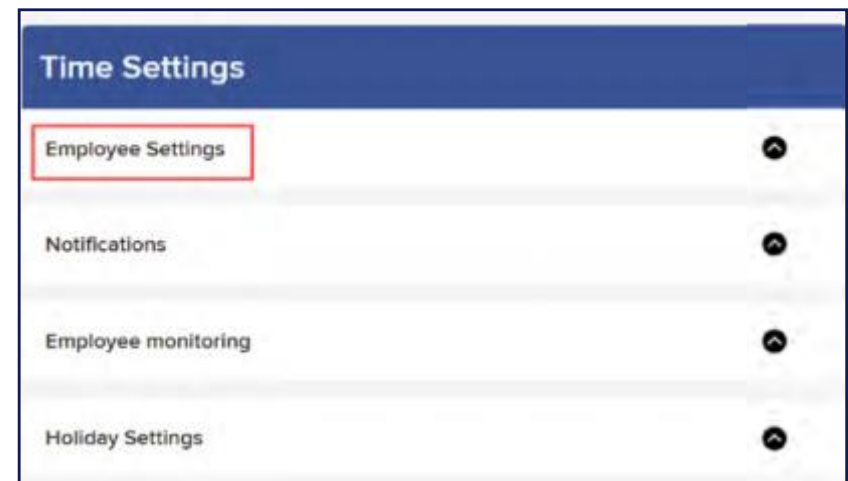 Time Settings
Employee Settings
Notifications
Employee monitoring
Holiday Settings